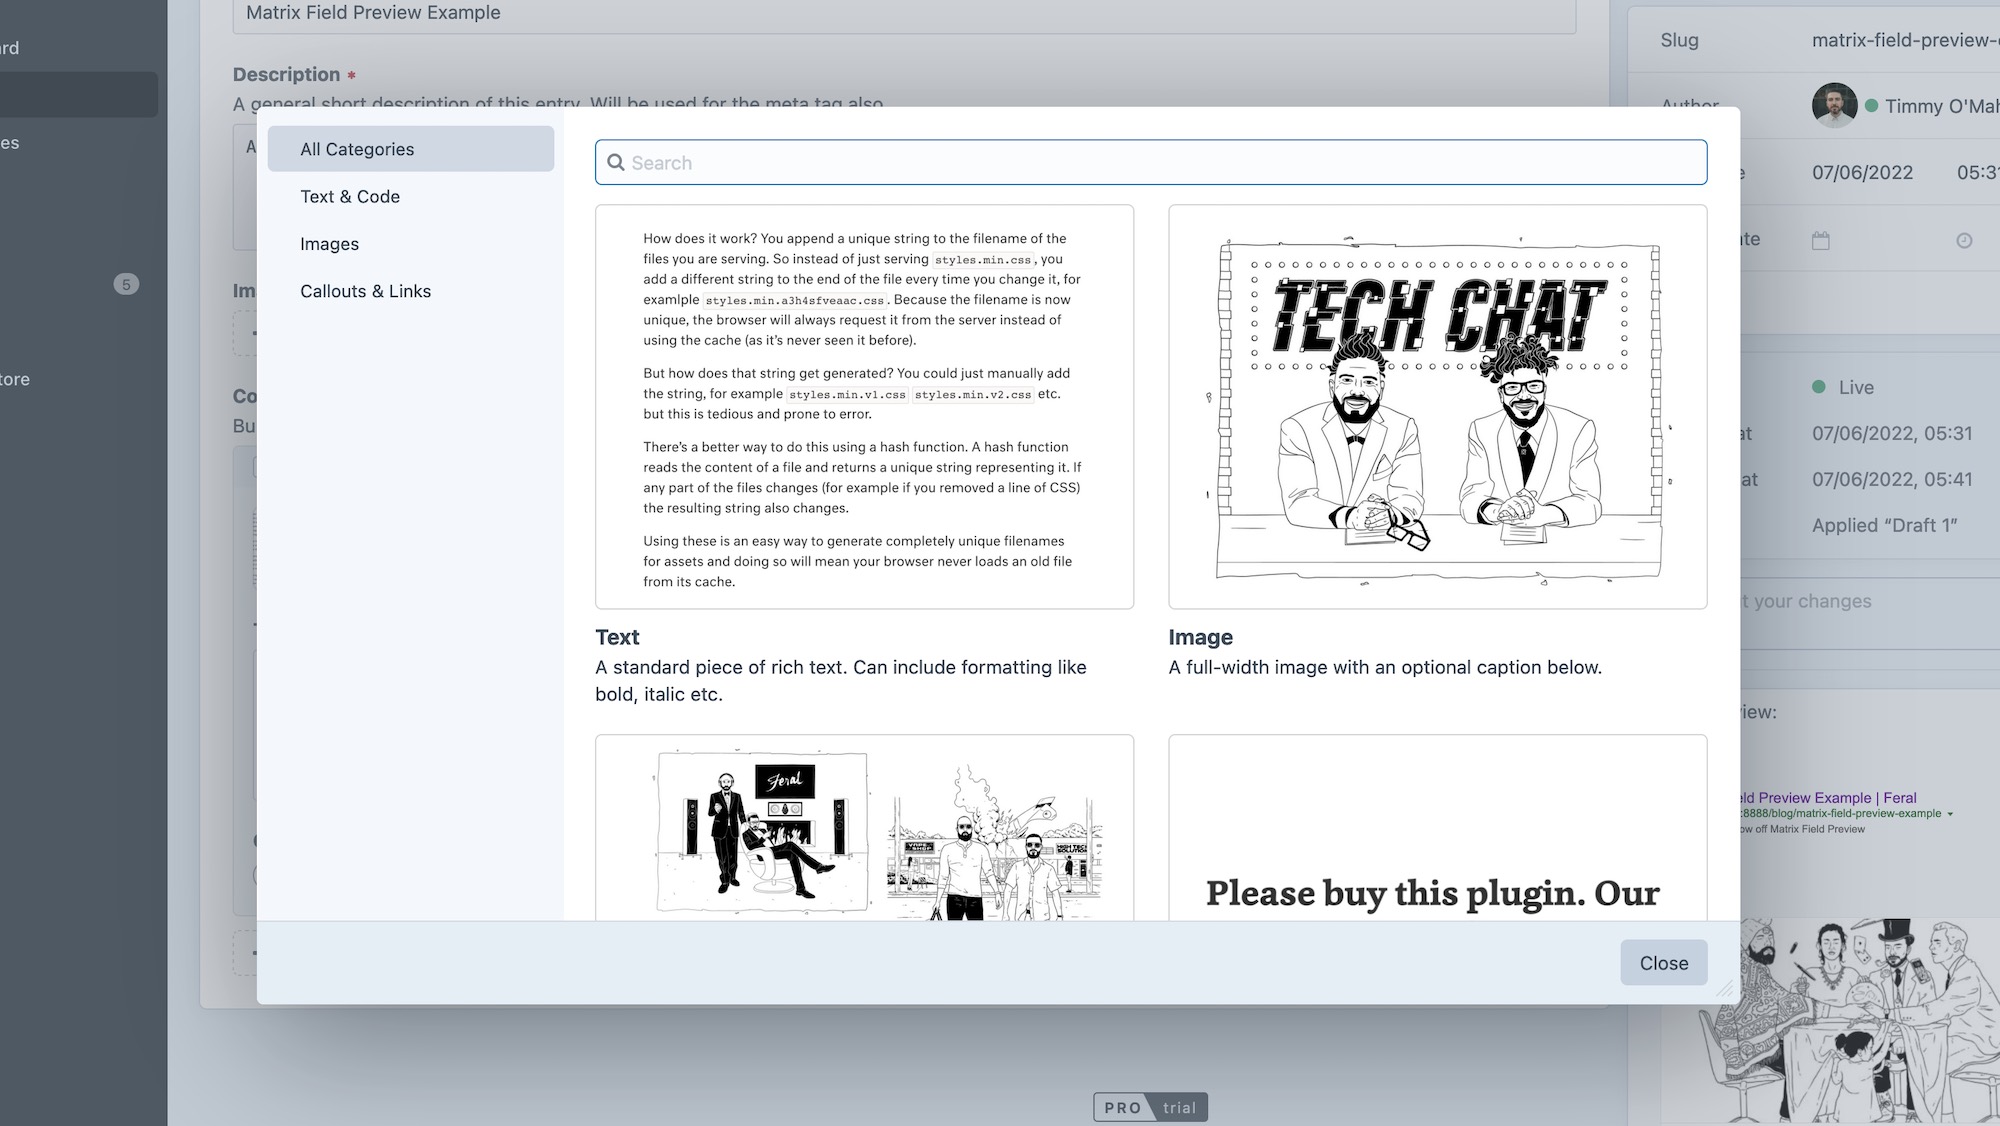 Matrix Field Preview Example
Description *
A general short description of this entry. Will be used for the meta tag also
A
5
Im
Co
Bu
All Categories
Text & Code
Images
Callouts & Links
Search
How does it work? You append a unique string to the filename of the
files you are serving. So instead of just serving styles.min.css, you
add a different string to the end of the file every time you change it, for
examlple styles.min.a3h4sfveaac.css. Because the filename is now
unique, the browser will always request it from the server instead of
using the cache (as it’s never seen it before).
But how does that string get generated? You could just manually add
the string, for example styles.min.v1.css styles.min.v2.css etc.
but this is tedious and prone to error.
There’s a better way to do this using a hash function. A hash function
reads the content of a file and returns a unique string representing it. If
any part of the files changes (for example if you removed a line of CSS)
the resulting string also changes.
Using these is an easy way to generate completely unique filenames
for assets and doing so will mean your browser never loads an old file
from its cache.
Text
A standard piece of rich text. Can include formatting like
bold, italic etc.
TECH CHAT
Image
A full-width image with an optional caption below.
Feral
VAPE SHOP
HIGH TECH
SOLUTION
Please buy this plugin. Our
Close
PRO trial
Slug matrix-field-preview-
Author Timmy O'Mah
07/06/2022 05:31
Live
07/06/2022, 05:31
07/06/2022, 05:41
Applied “Draft 1”
t your changes
iew:
ld Preview Example | Feral
:8888/blog/matrix-field-preview-example
ow off Matrix Field Preview